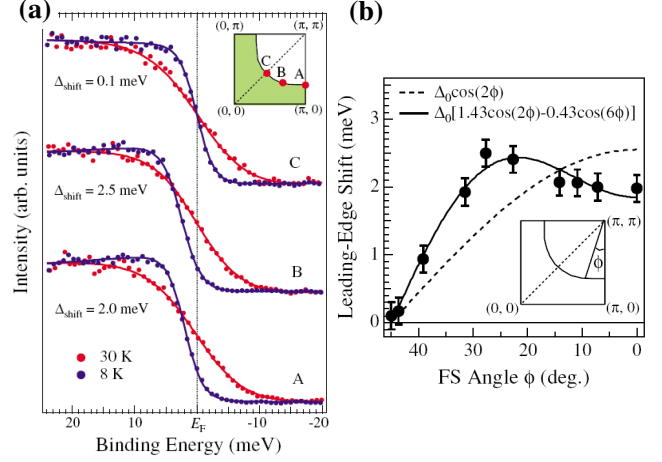 (a)
(0, π) (π, π)
C
B
A
(0, 0) (π, 0)
Δshift = 0.1 meV
C
Δshift = 2.5 meV
B
Δshift = 2.0 meV
30 K
8 K
A
Intensity (arb. units)
20 10 EF -10 -20
Binding Energy (meV)
(b)
Δ0cos(2ϕ)
Δ0[1.43cos(2ϕ)-0.43cos(6ϕ)]
4
3
2
1
0
Leading-Edge Shift (meV)
(π, π)
ϕ
(0, 0) (π, 0)
40 30 20 10 0
FS Angle ϕ (deg.)